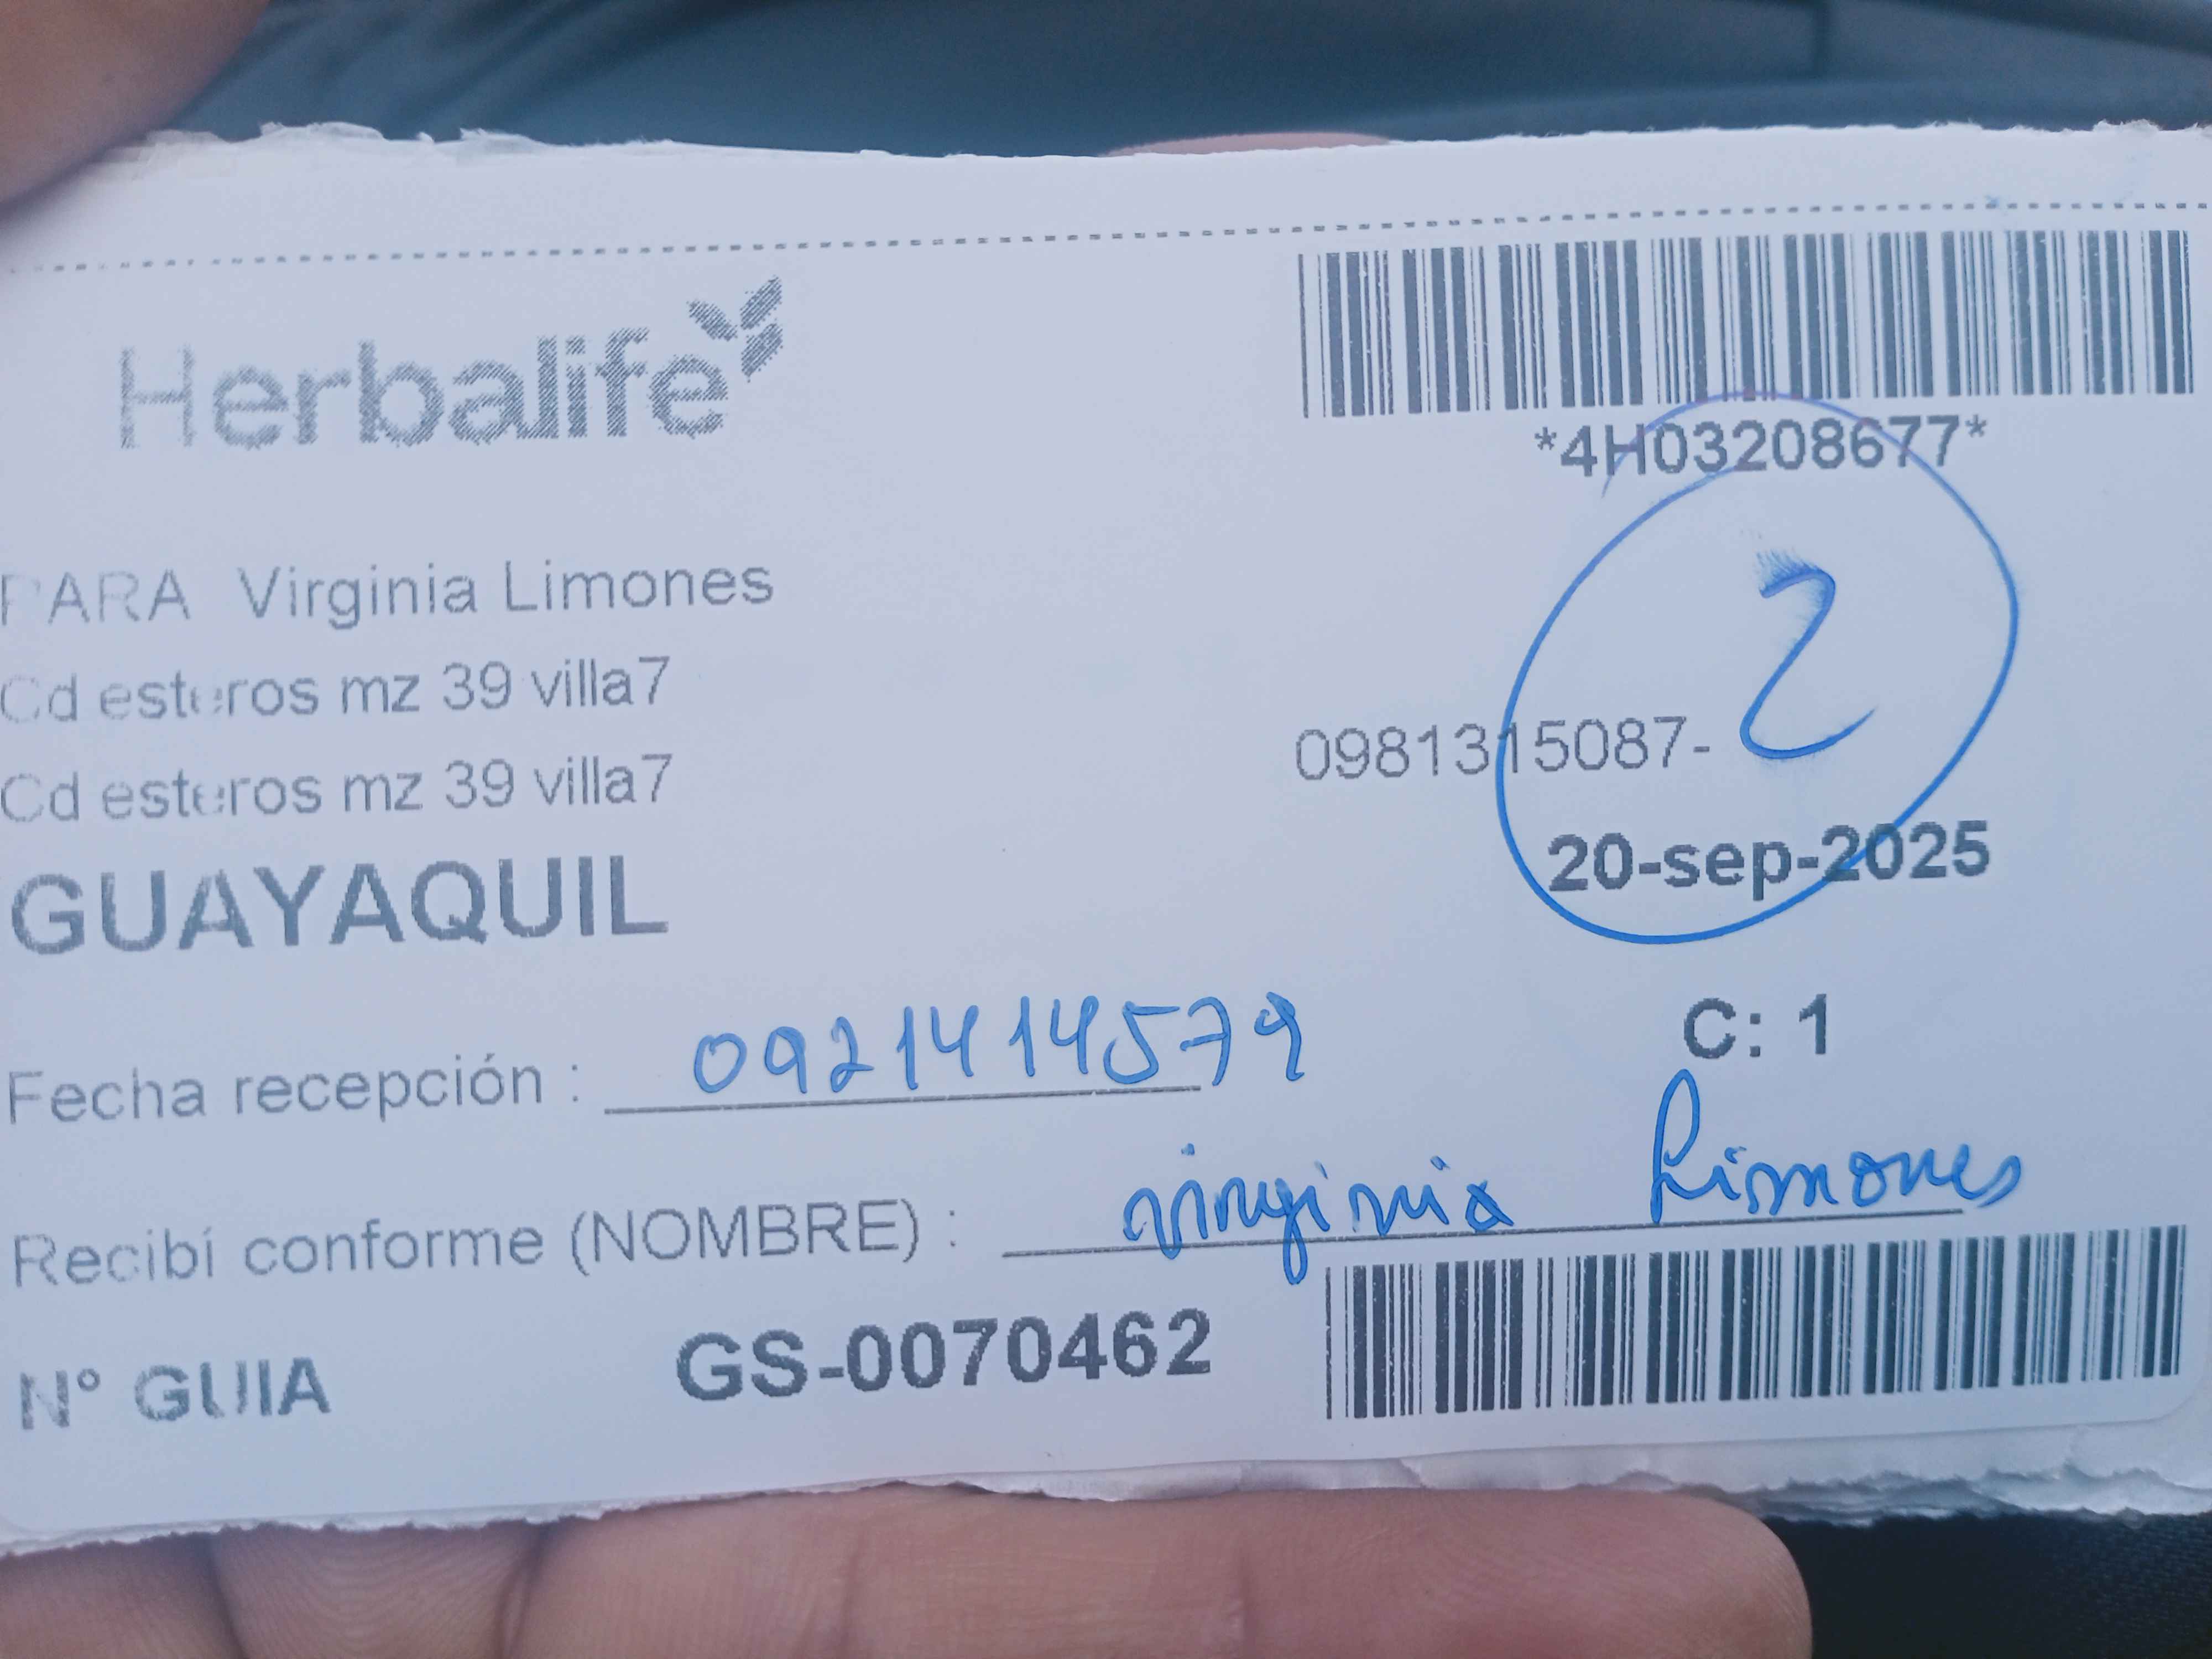 Herbalife
*4H03208677*
PARA Virginia Limones
Cd esteros mz 39 villa7
2
0981315087-
Cd esteros mz 39 villa7
20-sep-2025
GUAYAQUIL
C: 1
Fecha recepción : 0921414579
Recibí conforme (NOMBRE) : virginia Limones
N° GUIA GS-0070462